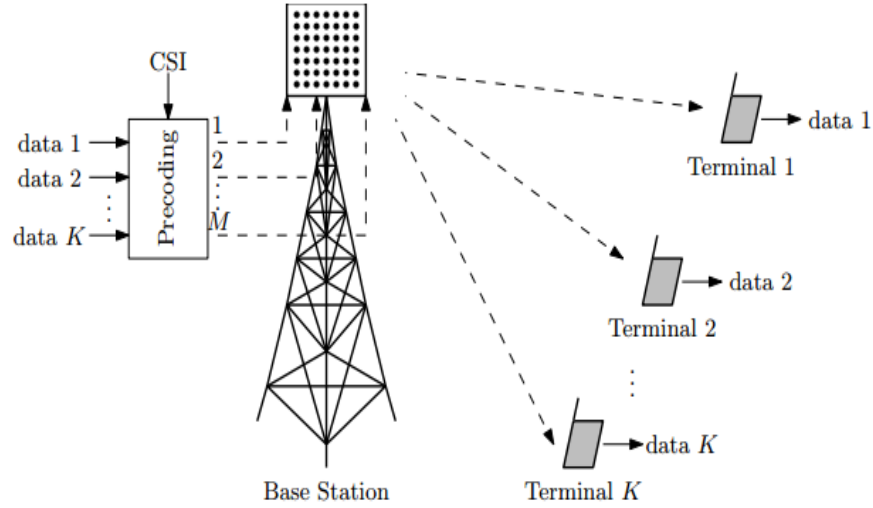 CSI
data 1
data 2
data K
Precoding
1
2
M
Base Station
data 1
Terminal 1
data 2
Terminal 2
data K
Terminal K